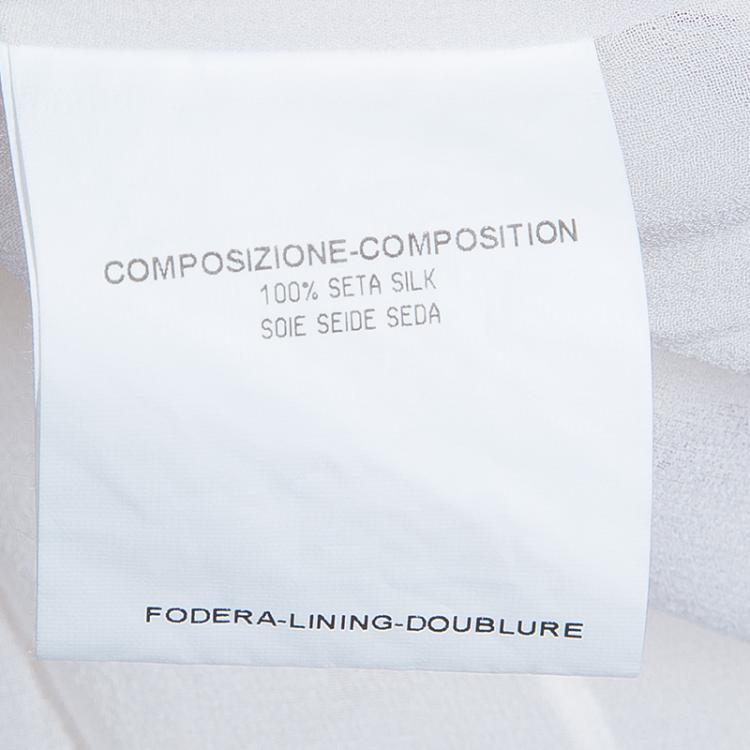 COMPOSIZIONE-COMPOSITION
100% SETA SILK
SOIE SEIDE SEDA
FODERA-LINING-DOUBLURE